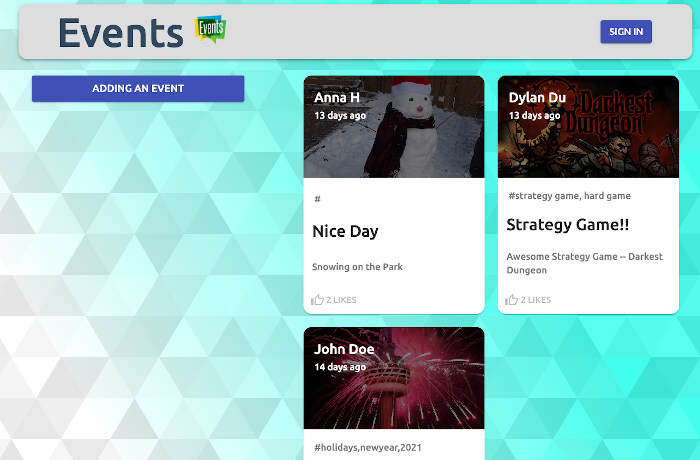 Events
Events
SIGN IN
ADDING AN EVENT
Anna H
13 days ago
#
Nice Day
Snowing on the Park
2 LIKES
Dylan Du
13 days ago
Darkest
Dungeon
#strategy game, hard game
Strategy Game!!
Awesome Strategy Game -- Darkest
Dungeon
2 LIKES
John Doe
14 days ago
#holidays,newyear,2021